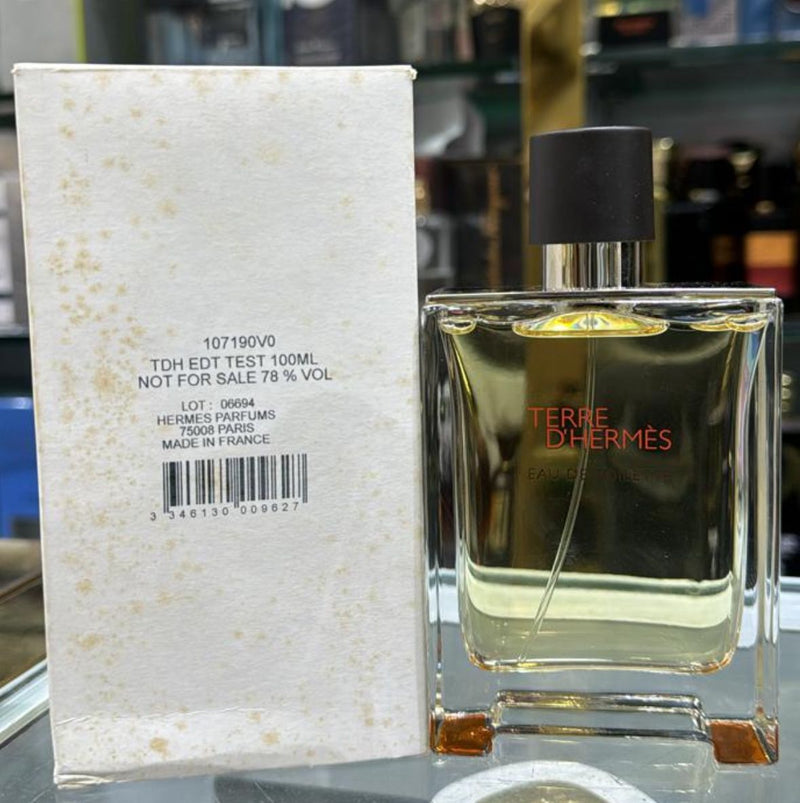 107190V0
TDH EDT TEST 100ML
NOT FOR SALE 78 % VOL
LOT : 06694
HERMES PARFUMS
75008 PARIS
MADE IN FRANCE
3 346130 009627
TERRE
D'HERMÈS
EAU DE TOILETTE